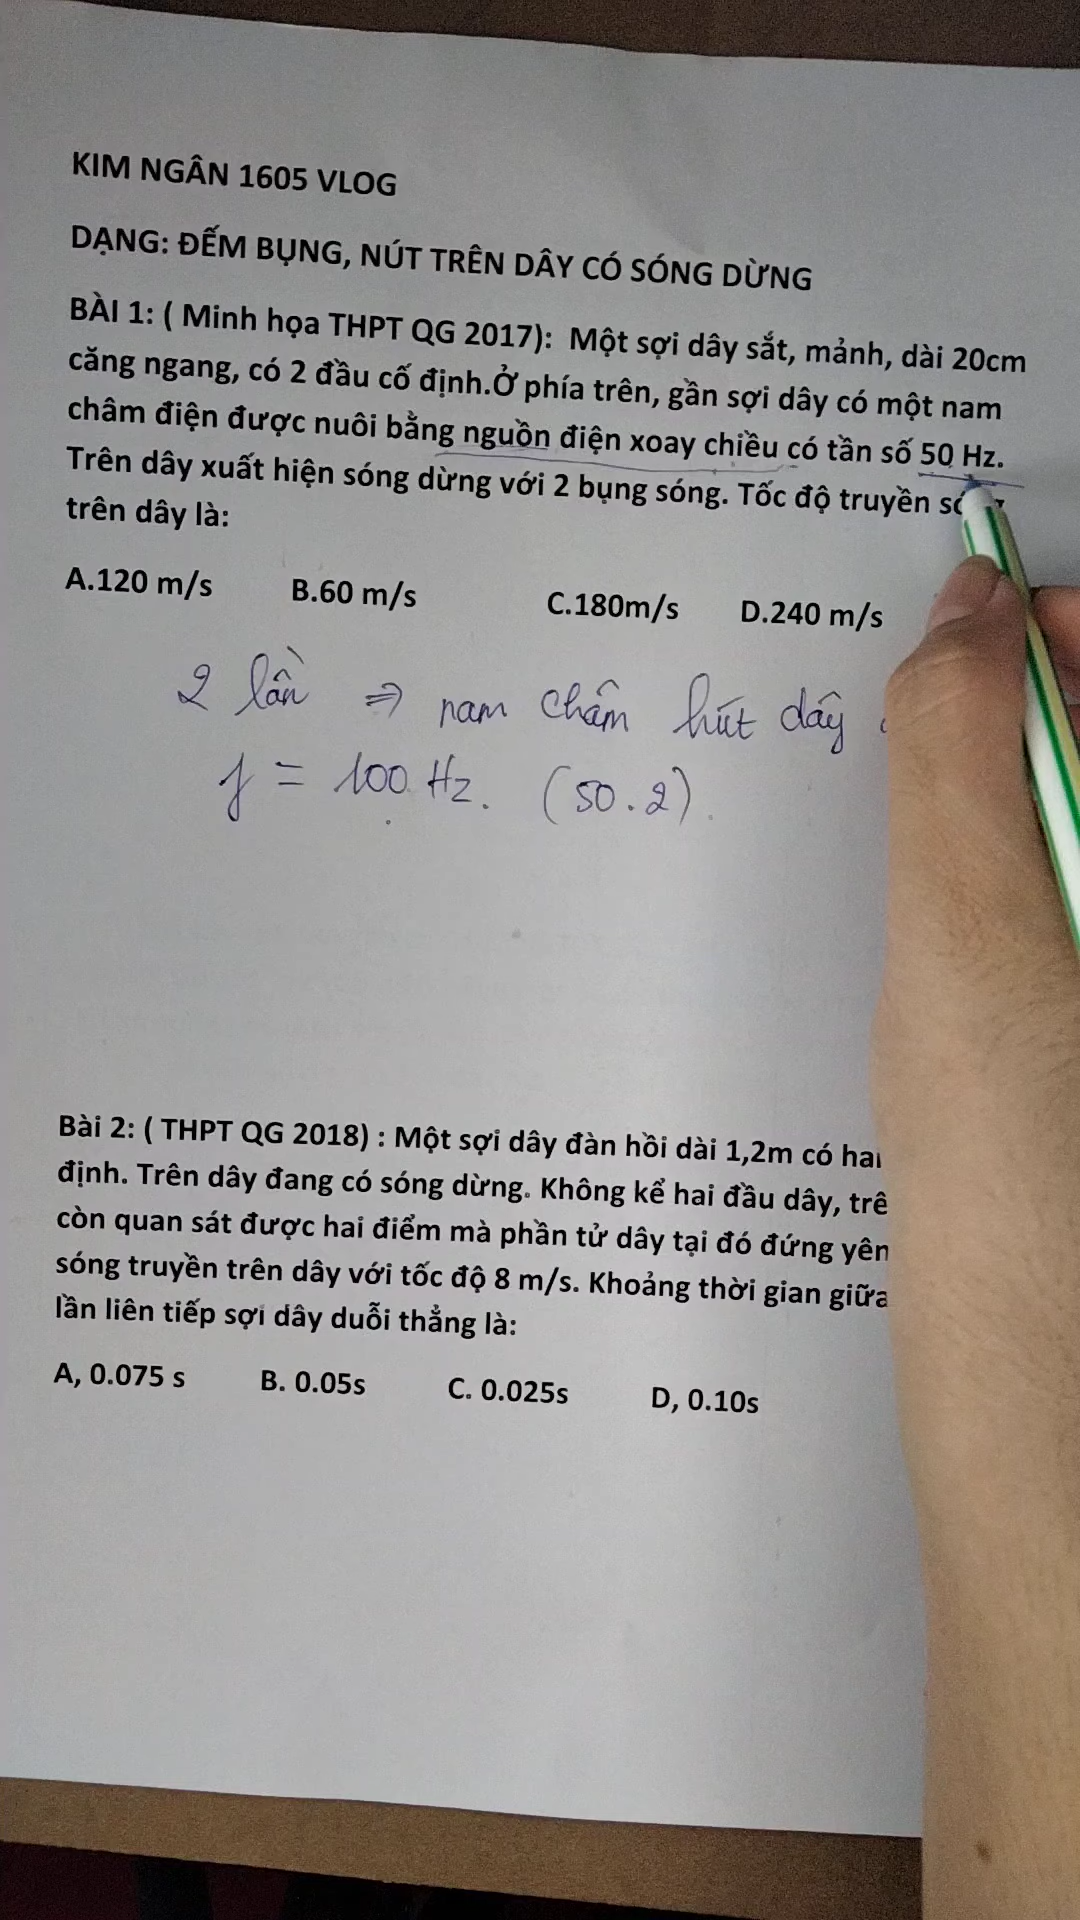 KIM NGÂN 1605 VLOG
DẠNG: ĐẾM BỤNG, NÚT TRÊN DÂY CÓ SÓNG DỪNG
BÀI 1: ( Minh họa THPT QG 2017): Một sợi dây sắt, mảnh, dài 20cm
căng ngang, có 2 đầu cố định.Ở phía trên, gần sợi dây có một nam
châm điện được nuôi bằng nguồn điện xoay chiều có tần số 50 Hz.
Trên dây xuất hiện sóng dừng với 2 bụng sóng. Tốc độ truyền
trên dây là:
A.120 m/s B.60 m/s C.180m/s D.240 m/s
2 lần => nam châm hút dây
f = 100 Hz. (50.2).
Bài 2: ( THPT QG 2018) : Một sợi dây đàn hồi dài 1,2m có hai
định. Trên dây đang có sóng dừng. Không kể hai đầu dây, trê
còn quan sát được hai điểm mà phần tử dây tại đó đứng yên
sóng truyền trên dây với tốc độ 8 m/s. Khoảng thời gian giữa
lần liên tiếp sợi dây duỗi thẳng là:
A, 0.075 s B. 0.05s C. 0.025s D, 0.10s